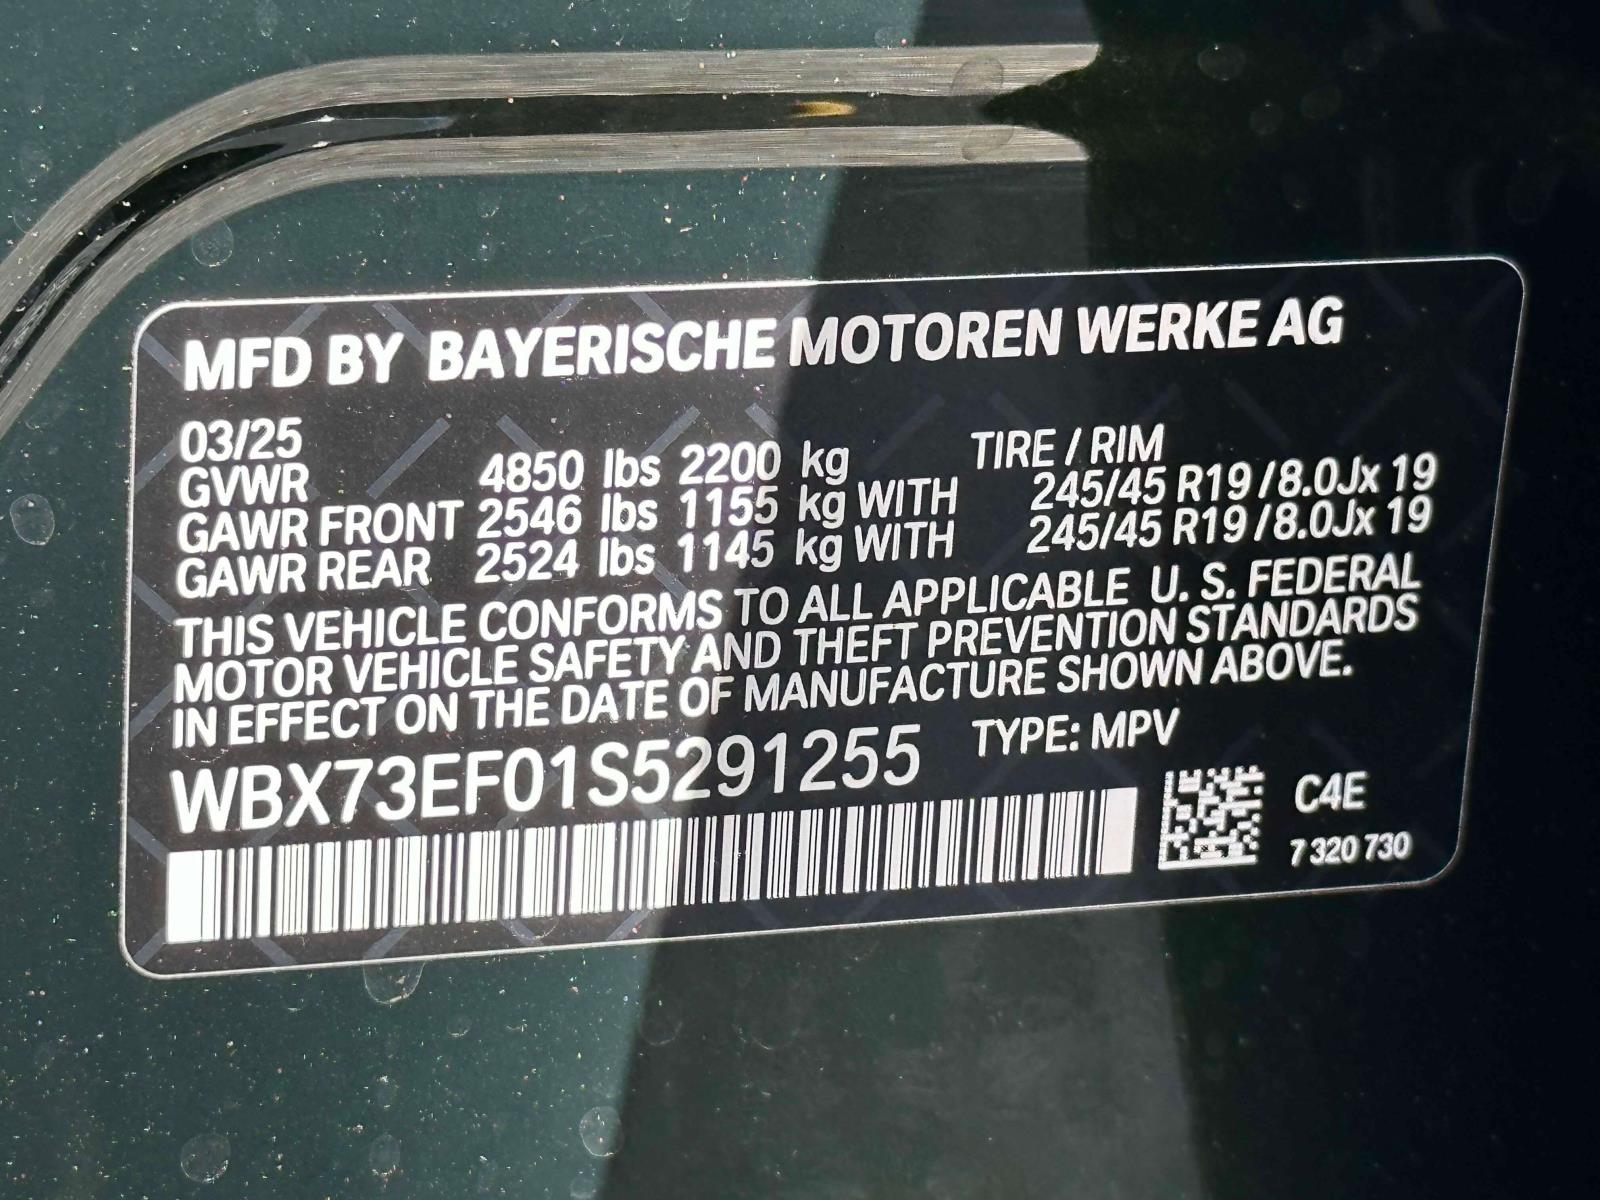 MFD BY BAYERISCHE MOTOREN WERKE AG
03/25 TIRE / RIM
GVWR 4850 lbs 2200 kg
GAWR FRONT 2546 lbs 1155 kg WITH 245/45 R19 /8.0Jx 19
GAWR REAR 2524 lbs 1145 kg WITH 245/45 R19 /8.0Jx 19
THIS VEHICLE CONFORMS TO ALL APPLICABLE U. S. FEDERAL
MOTOR VEHICLE SAFETY AND THEFT PREVENTION STANDARDS
IN EFFECT ON THE DATE OF MANUFACTURE SHOWN ABOVE.
WBX73EF01S5291255 TYPE: MPV
C4E
7 320 730